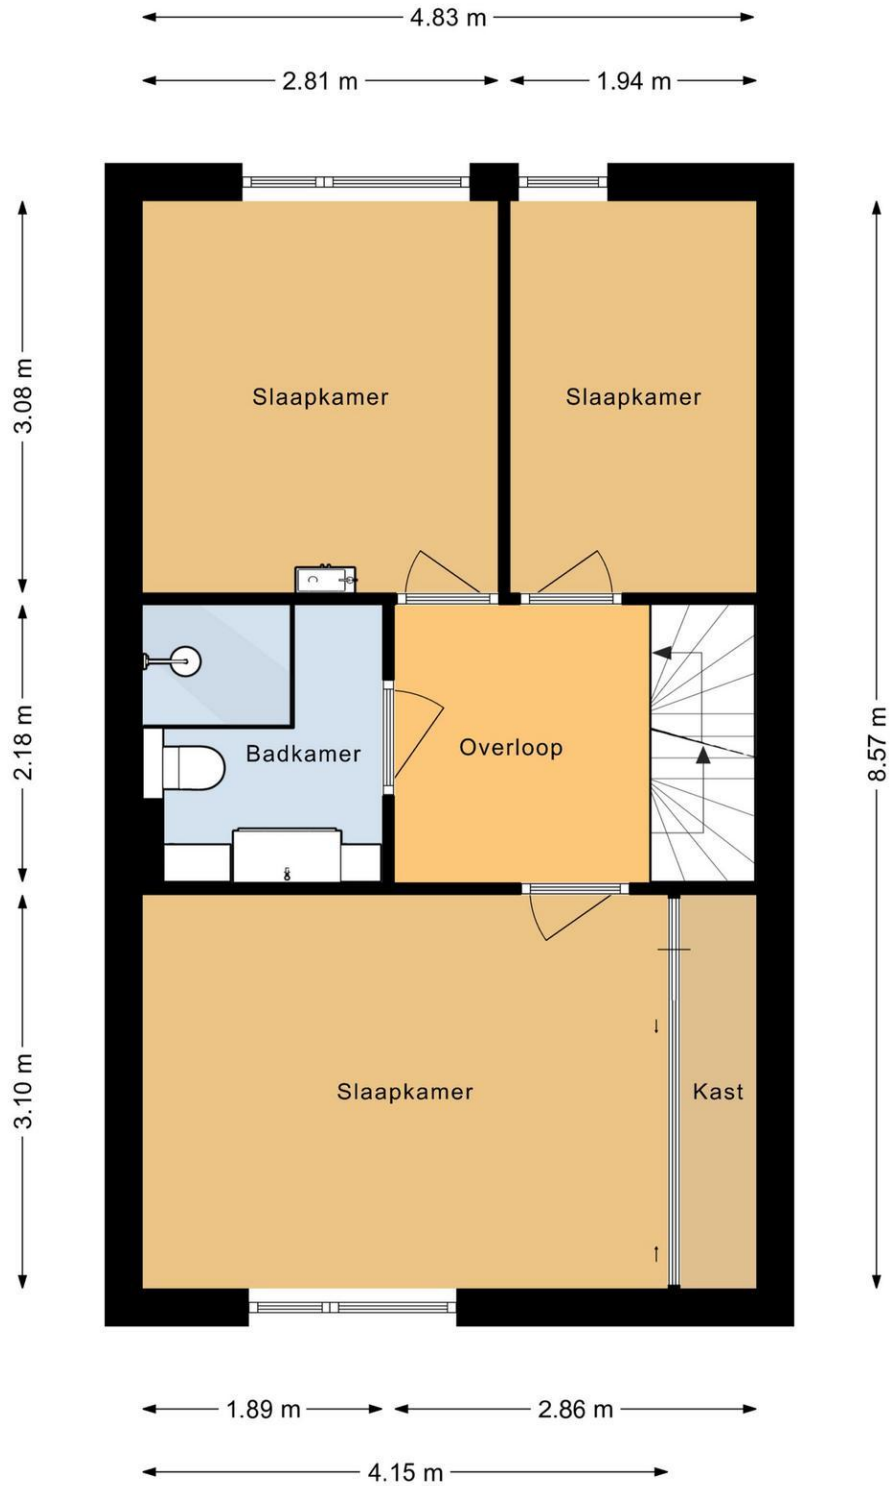 4.83 m
2.81 m
1.94 m
3.08 m
Slaapkamer
Slaapkamer
2.18 m
Badkamer
Overloop
8.57 m
3.10 m
Slaapkamer
Kast
1.89 m
2.86 m
4.15 m